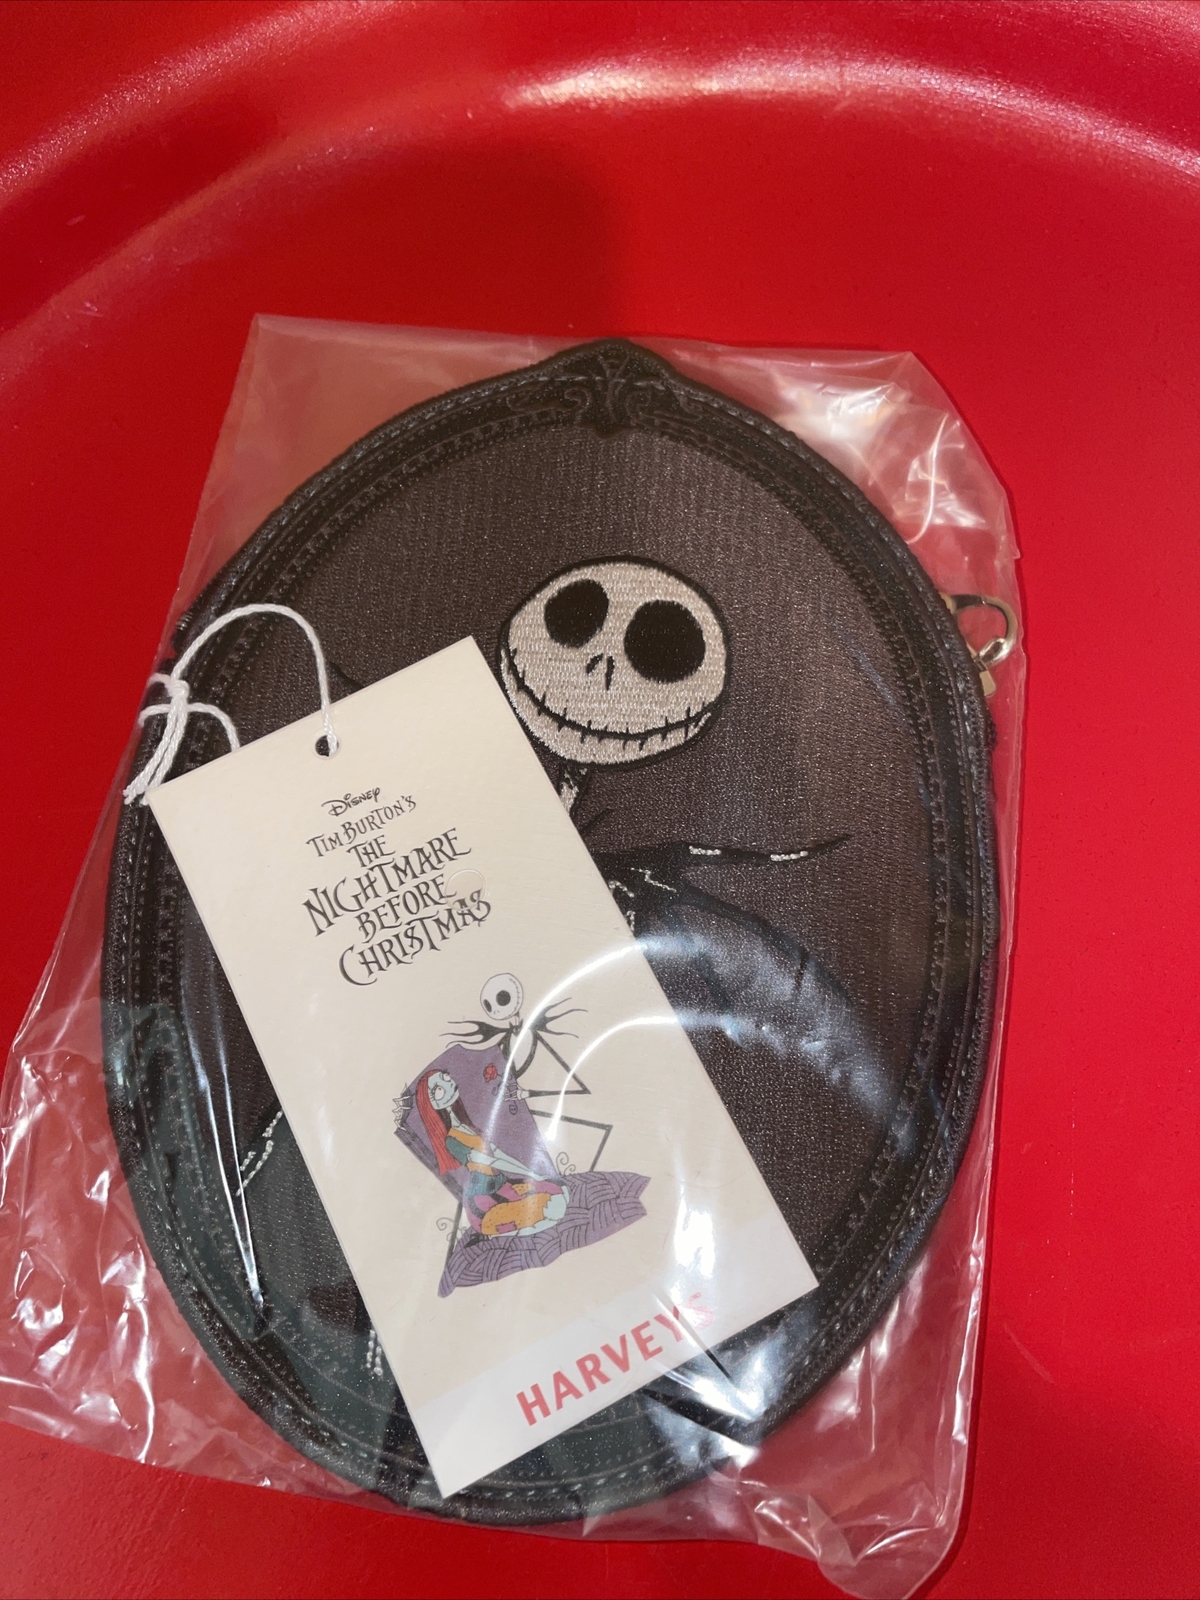 Disney
TIM BURTON'S
THE
NIGHTMARE
BEFORE
CHRISTMAS
HARVEYS